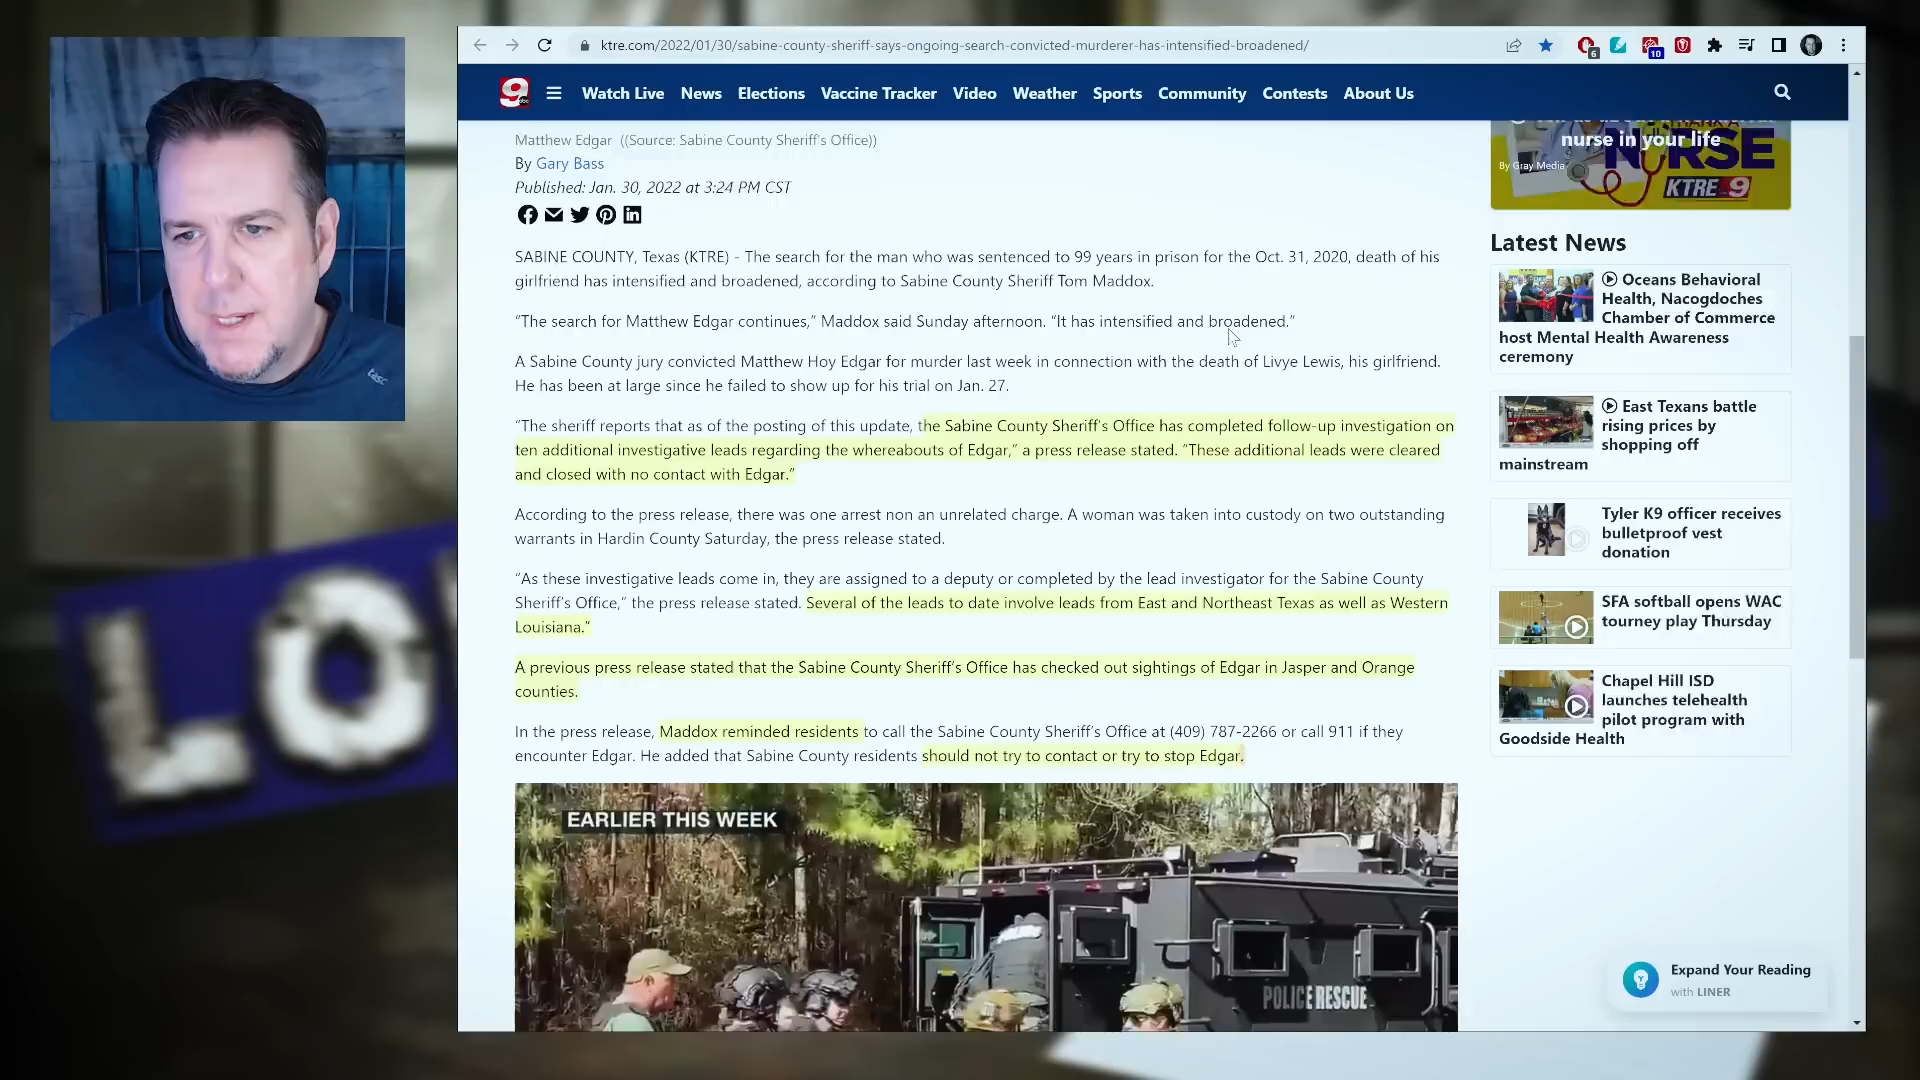 ktre.com/2022/01/30/sabine-county-sheriff-says-ongoing-search-convicted-murderer-has-intensified-broadened/
6
10
9
Watch Live News Elections Vaccine Tracker Video Weather Sports Community Contests About Us
Matthew Edgar ((Source: Sabine County Sheriff's Office))
By Gary Bass
Published: Jan. 30, 2022 at 3:24 PM CST
SABINE COUNTY, Texas (KTRE) - The search for the man who was sentenced to 99 years in prison for the Oct. 31, 2020, death of his
girlfriend has intensified and broadened, according to Sabine County Sheriff Tom Maddox.
“The search for Matthew Edgar continues,” Maddox said Sunday afternoon. “It has intensified and broadened.”
A Sabine County jury convicted Matthew Hoy Edgar for murder last week in connection with the death of Livye Lewis, his girlfriend.
He has been at large since he failed to show up for his trial on Jan. 27.
“The sheriff reports that as of the posting of this update, the Sabine County Sheriff’s Office has completed follow-up investigation on
ten additional investigative leads regarding the whereabouts of Edgar,” a press release stated. “These additional leads were cleared
and closed with no contact with Edgar.”
According to the press release, there was one arrest non an unrelated charge. A woman was taken into custody on two outstanding
warrants in Hardin County Saturday, the press release stated.
“As these investigative leads come in, they are assigned to a deputy or completed by the lead investigator for the Sabine County
Sheriff’s Office,” the press release stated. Several of the leads to date involve leads from East and Northeast Texas as well as Western
Louisiana.”
A previous press release stated that the Sabine County Sheriff’s Office has checked out sightings of Edgar in Jasper and Orange
counties.
In the press release, Maddox reminded residents to call the Sabine County Sheriff’s Office at (409) 787-2266 or call 911 if they
encounter Edgar. He added that Sabine County residents should not try to contact or try to stop Edgar.
EARLIER THIS WEEK
POLICE RESCUE
nurse in your life
NURSE
By Gray Media
KTRE 9
Latest News
Oceans Behavioral
Health, Nacogdoches
Chamber of Commerce
host Mental Health Awareness
ceremony
East Texans battle
rising prices by
shopping off
mainstream
Tyler K9 officer receives
bulletproof vest
donation
SFA softball opens WAC
tourney play Thursday
Chapel Hill ISD
launches telehealth
pilot program with
Goodside Health
Expand Your Reading
with LINER
tasc